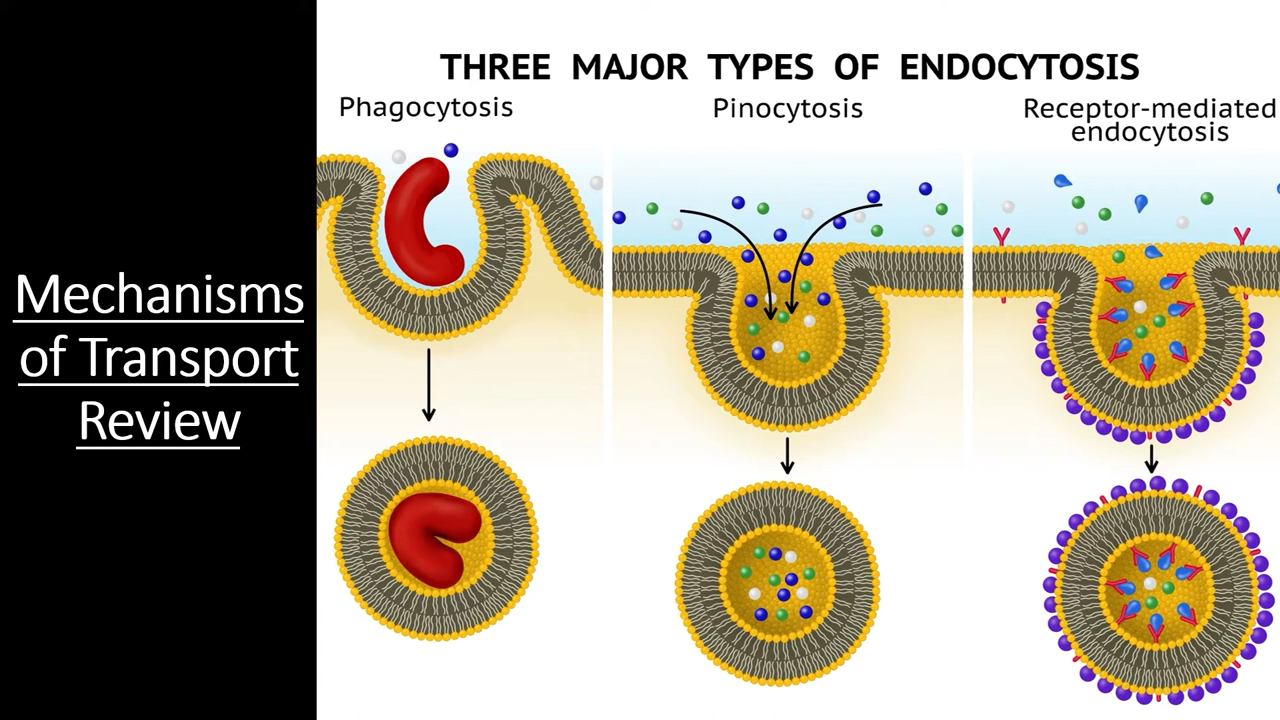 Mechanisms
of Transport
Review
THREE MAJOR TYPES OF ENDOCYTOSIS
Phagocytosis
Pinocytosis
Receptor-mediated
endocytosis